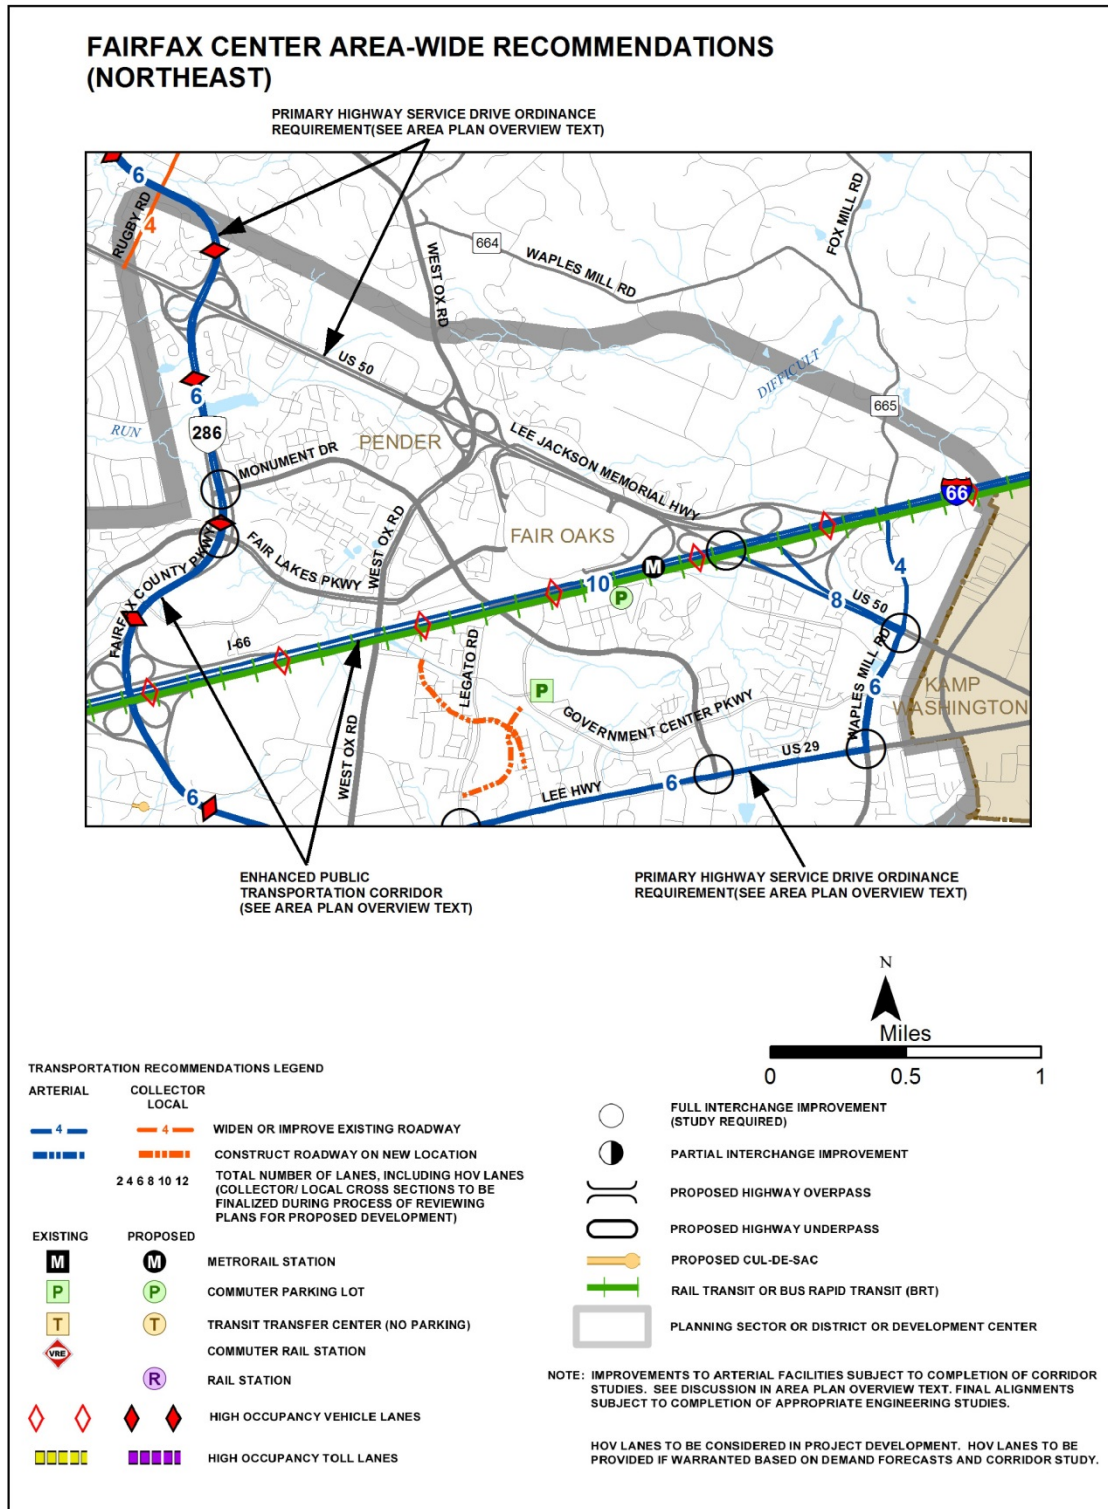 FAIRFAX CENTER AREA-WIDE RECOMMENDATIONS
(NORTHEAST)
PRIMARY HIGHWAY SERVICE DRIVE ORDINANCE
REQUIREMENT(SEE AREA PLAN OVERVIEW TEXT)
6
RUGBY RD
4
WEST OX RD
664
WAPLES MILL RD
FOX MILL RD
US 50
DIFFICULT
6
665
RUN
286
PENDER
MONUMENT DR
LEE JACKSON MEMORIAL HWY
66
WEST OX RD
FAIR OAKS
FAIRFAX COUNTY PKWY
FAIR LAKES PKWY
M
10
P
4
8
US 50
I-66
LEGATO RD
P
WAPLES MILL RD
6
KAMP
WASHINGTON
GOVERNMENT CENTER PKWY
WEST OX RD
US 29
6
LEE HWY
6
ENHANCED PUBLIC
TRANSPORTATION CORRIDOR
(SEE AREA PLAN OVERVIEW TEXT)
PRIMARY HIGHWAY SERVICE DRIVE ORDINANCE
REQUIREMENT(SEE AREA PLAN OVERVIEW TEXT)
N
Miles
0 0.5 1
TRANSPORTATION RECOMMENDATIONS LEGEND
ARTERIAL
COLLECTOR
LOCAL
4 4 WIDEN OR IMPROVE EXISTING ROADWAY
CONSTRUCT ROADWAY ON NEW LOCATION
2 4 6 8 10 12 TOTAL NUMBER OF LANES, INCLUDING HOV LANES
(COLLECTOR/ LOCAL CROSS SECTIONS TO BE
FINALIZED DURING PROCESS OF REVIEWING
PLANS FOR PROPOSED DEVELOPMENT)
EXISTING PROPOSED
M M METRORAIL STATION
P P COMMUTER PARKING LOT
T T TRANSIT TRANSFER CENTER (NO PARKING)
VRE COMMUTER RAIL STATION
R RAIL STATION
HIGH OCCUPANCY VEHICLE LANES
HIGH OCCUPANCY TOLL LANES
FULL INTERCHANGE IMPROVEMENT
(STUDY REQUIRED)
PARTIAL INTERCHANGE IMPROVEMENT
PROPOSED HIGHWAY OVERPASS
PROPOSED HIGHWAY UNDERPASS
PROPOSED CUL-DE-SAC
RAIL TRANSIT OR BUS RAPID TRANSIT (BRT)
PLANNING SECTOR OR DISTRICT OR DEVELOPMENT CENTER
NOTE: IMPROVEMENTS TO ARTERIAL FACILITIES SUBJECT TO COMPLETION OF CORRIDOR
STUDIES. SEE DISCUSSION IN AREA PLAN OVERVIEW TEXT. FINAL ALIGNMENTS
SUBJECT TO COMPLETION OF APPROPRIATE ENGINEERING STUDIES.
HOV LANES TO BE CONSIDERED IN PROJECT DEVELOPMENT. HOV LANES TO BE
PROVIDED IF WARRANTED BASED ON DEMAND FORECASTS AND CORRIDOR STUDY.